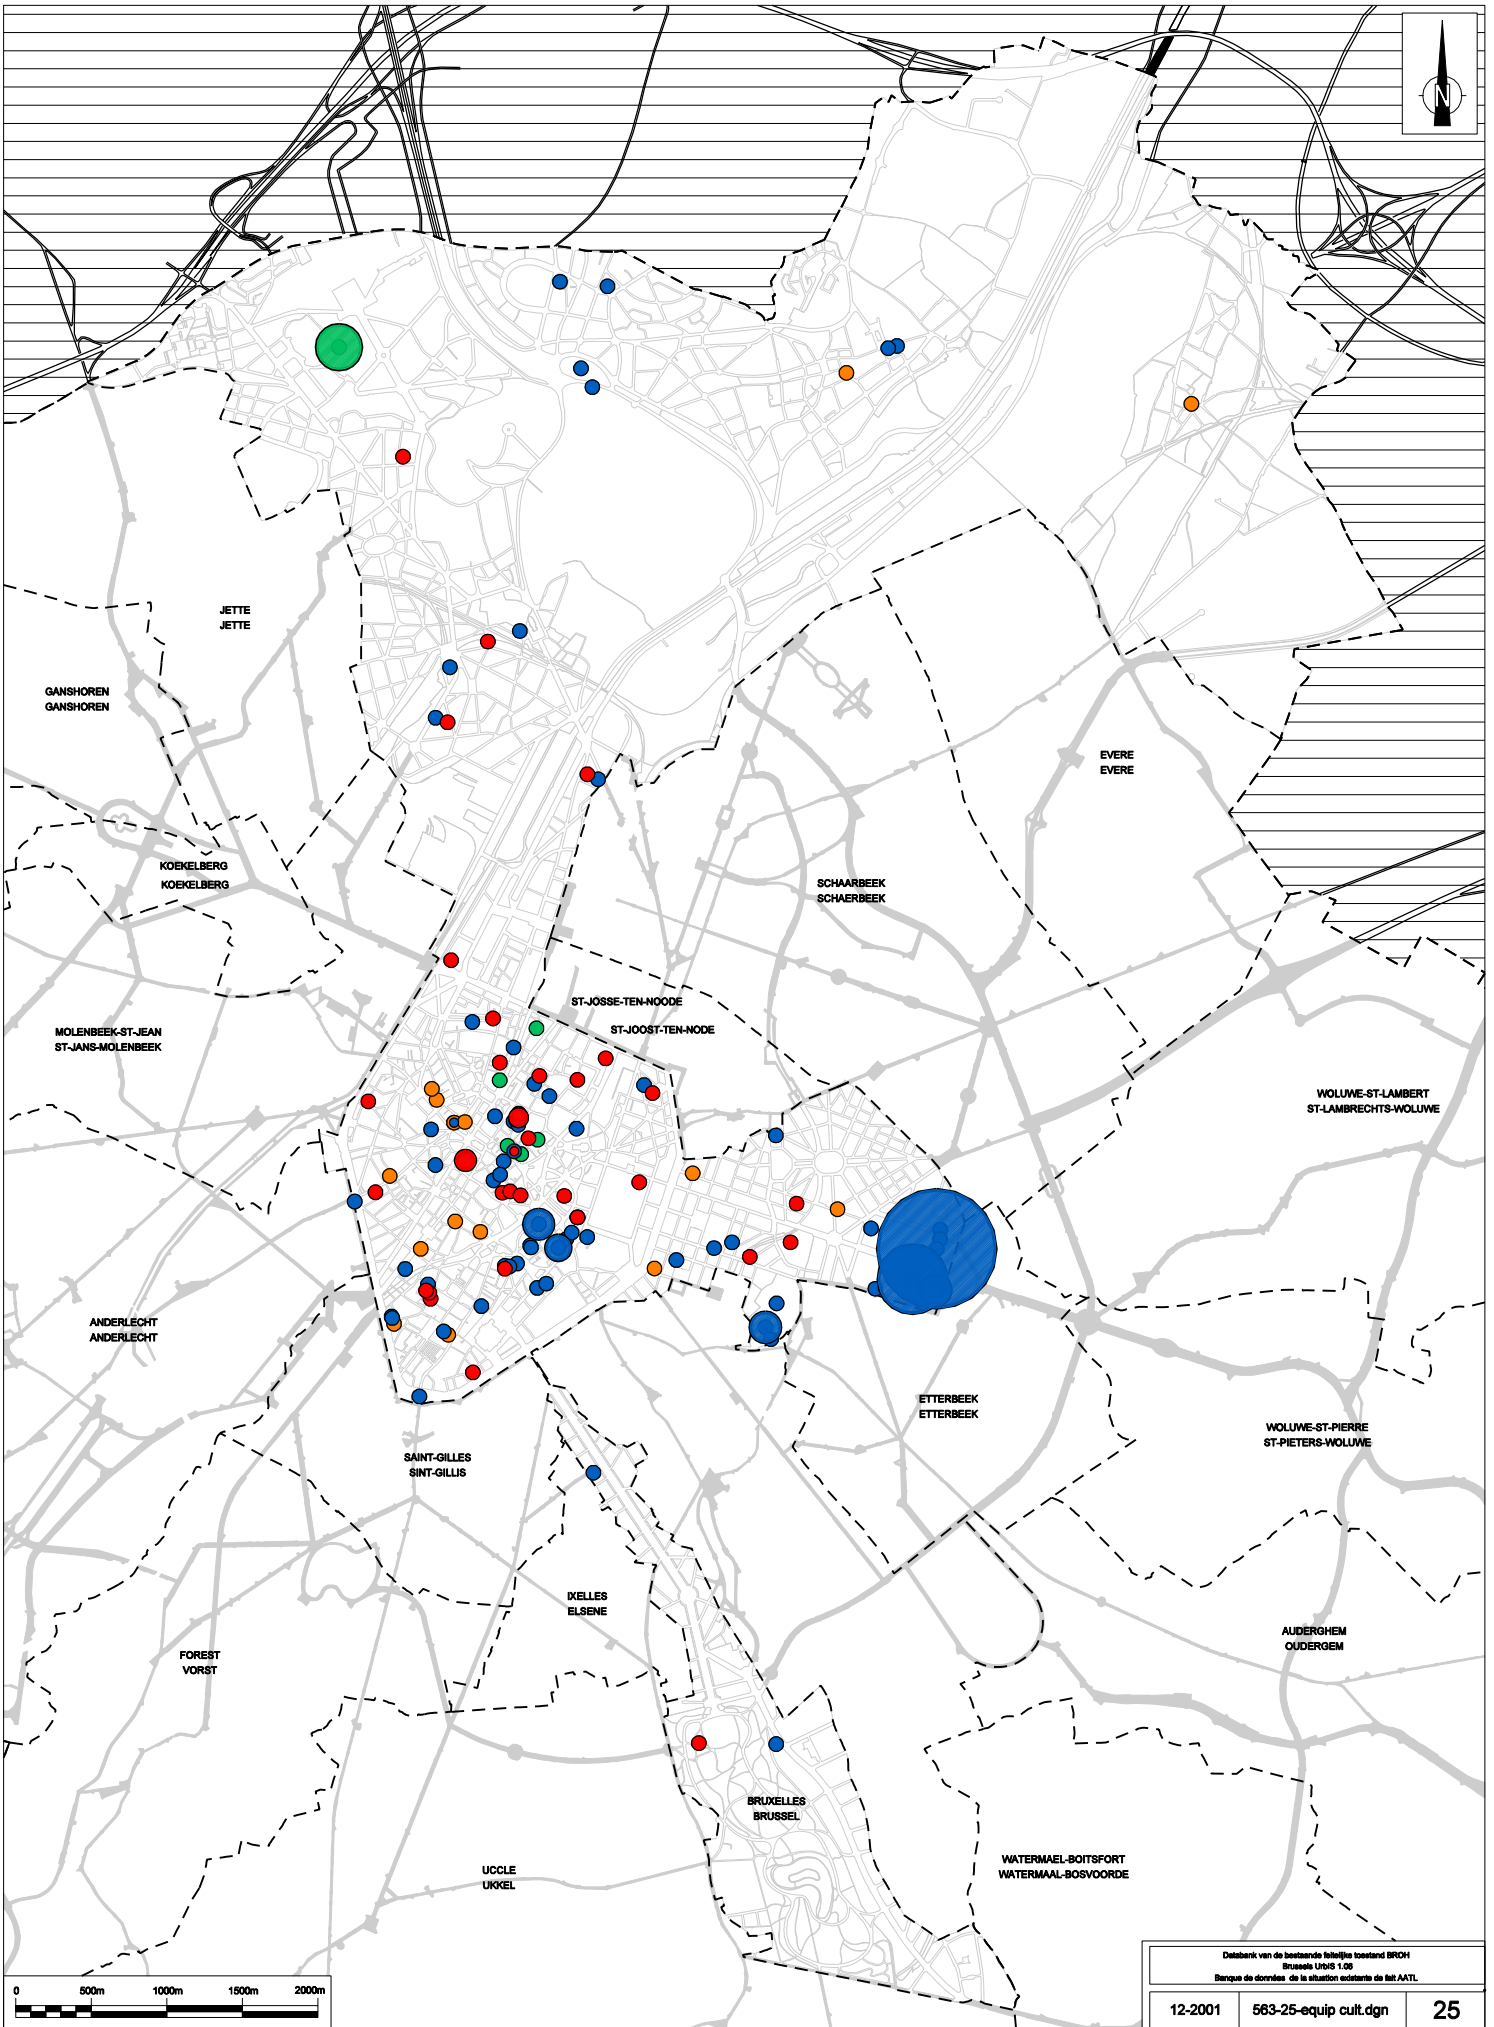 N
JETTE
JETTE
GANSHOREN
GANSHOREN
EVERE
EVERE
KOEKELBERG
KOEKELBERG
SCHAARBEEK
SCHAERBEEK
ST-JOSSE-TEN-NOODE
ST-JOOST-TEN-NODE
MOLENBEEK-ST-JEAN
ST-JANS-MOLENBEEK
WOLUWE-ST-LAMBERT
ST-LAMBRECHTS-WOLUWE
ANDERLECHT
ANDERLECHT
ETTERBEEK
ETTERBEEK
WOLUWE-ST-PIERRE
ST-PIETERS-WOLUWE
SAINT-GILLES
SINT-GILLIS
IXELLES
ELSENE
AUDERGHEM
OUDERGEM
FOREST
VORST
BRUXELLES
BRUSSEL
WATERMAEL-BOITSFORT
WATERMAAL-BOSVOORDE
UCCLE
UKKEL
Databank van de bestaande feitelijke toestand BROH
Brussels UrbIS 1.08
Banque de données de la situation existante de fait AATL
0 500m 1000m 1500m 2000m
12-2001 563-25-equip cult.dgn 25